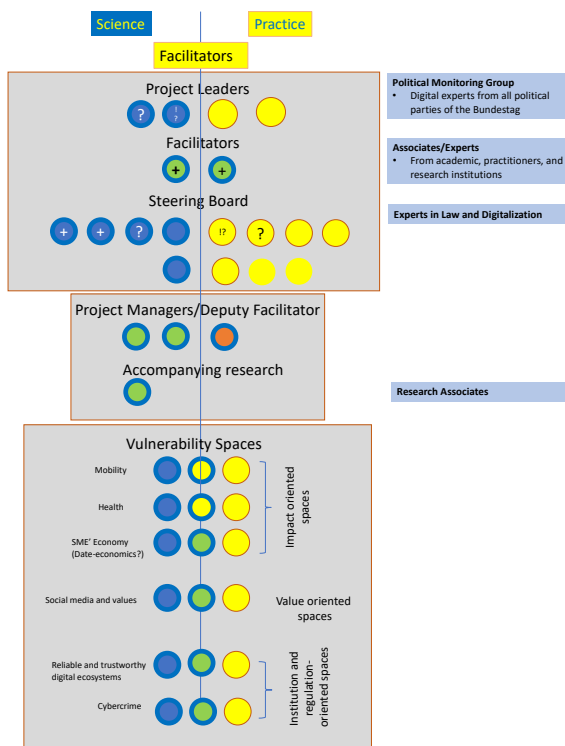 Science
Practice
Facilitators
Project Leaders
?
!
?
Facilitators
+
+
Steering Board
+
+
?
!?
?
Project Managers/Deputy Facilitator
Accompanying research
Vulnerability Spaces
Mobility
Health
SME' Economy
(Date-economics?)
Impact oriented
spaces
Social media and values
Value oriented
spaces
Reliable and trustworthy
digital ecosystems
Cybercrime
Institution and
regulation-
oriented spaces
Political Monitoring Group
• Digital experts from all political
parties of the Bundestag
Associates/Experts
• From academic, practitioners, and
research institutions
Experts in Law and Digitalization
Research Associates